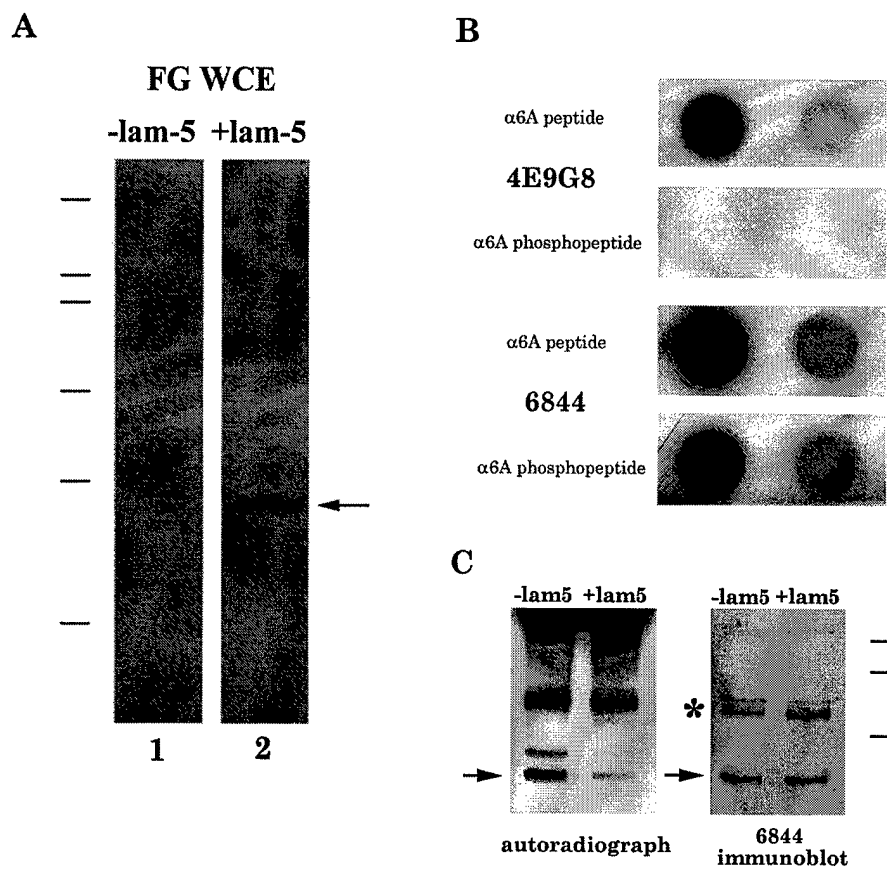 A
FG WCE
-lam-5 +lam-5
1 2
B
α6A peptide
4E9G8
α6A phosphopeptide
α6A peptide
6844
α6A phosphopeptide
C
-lam5 +lam5
-lam5 +lam5
*
autoradiograph
6844
immunoblot